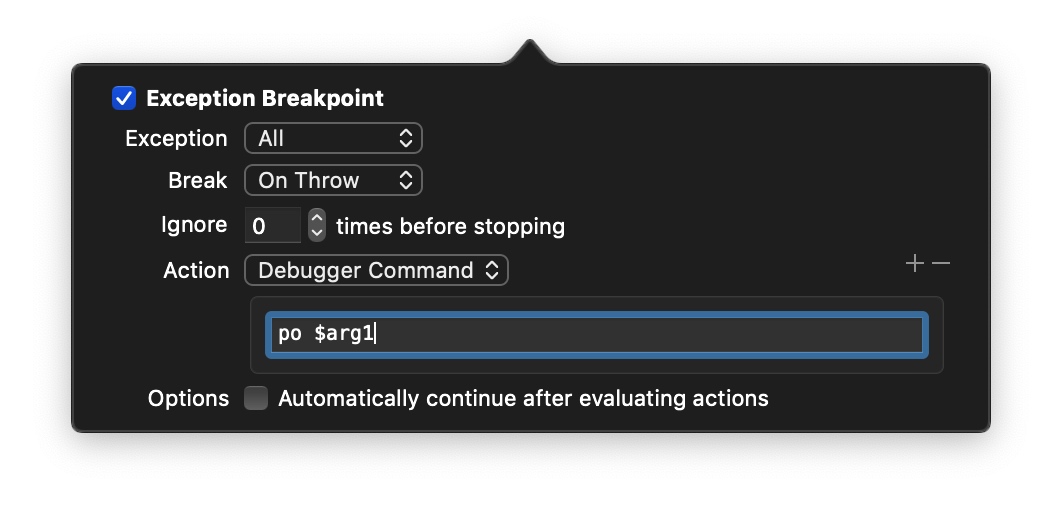 Exception Breakpoint
Exception All
Break On Throw
Ignore 0 times before stopping
Action Debugger Command
po $arg1
Options Automatically continue after evaluating actions